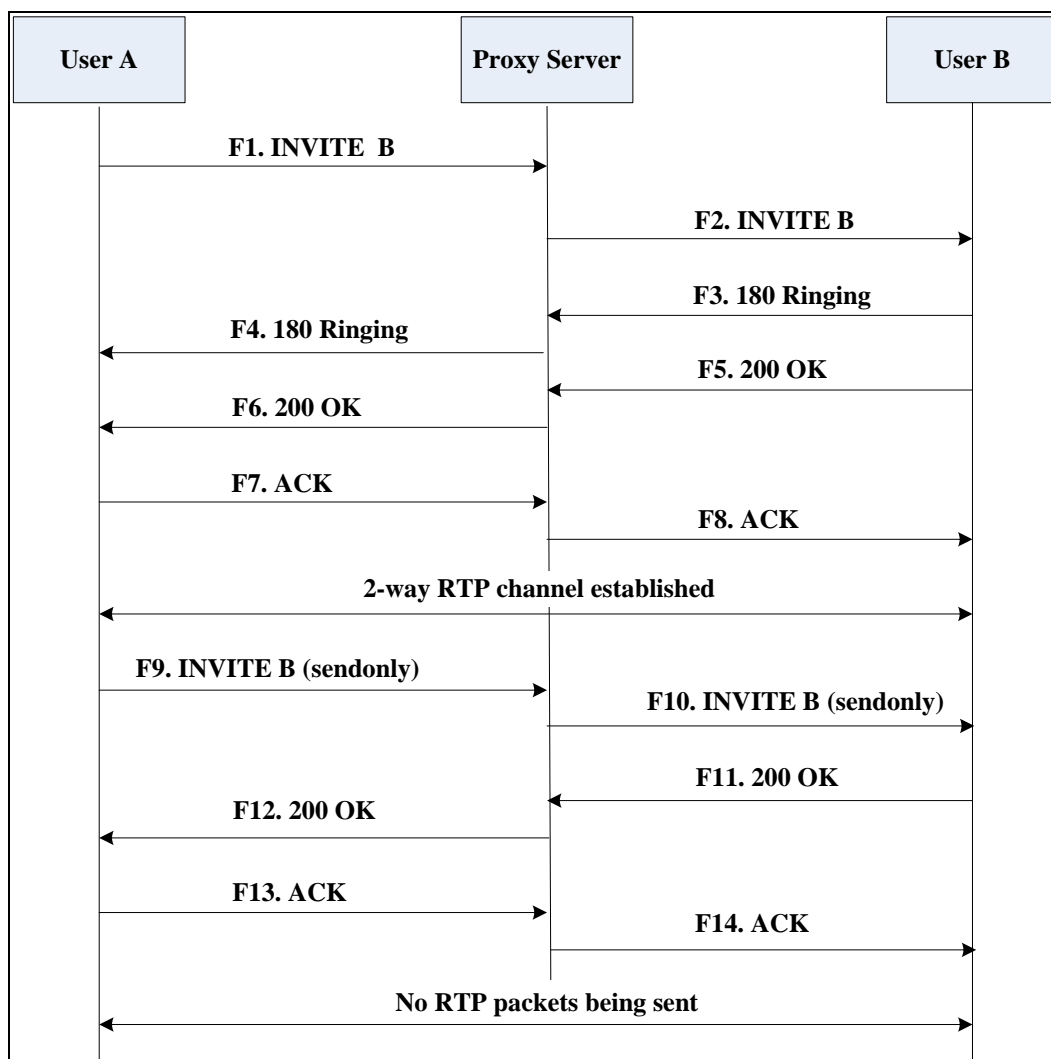 User A
Proxy Server
User B
F1. INVITE B
F2. INVITE B
F3. 180 Ringing
F4. 180 Ringing
F5. 200 OK
F6. 200 OK
F7. ACK
F8. ACK
2-way RTP channel established
F9. INVITE B (sendonly)
F10. INVITE B (sendonly)
F11. 200 OK
F12. 200 OK
F13. ACK
F14. ACK
No RTP packets being sent